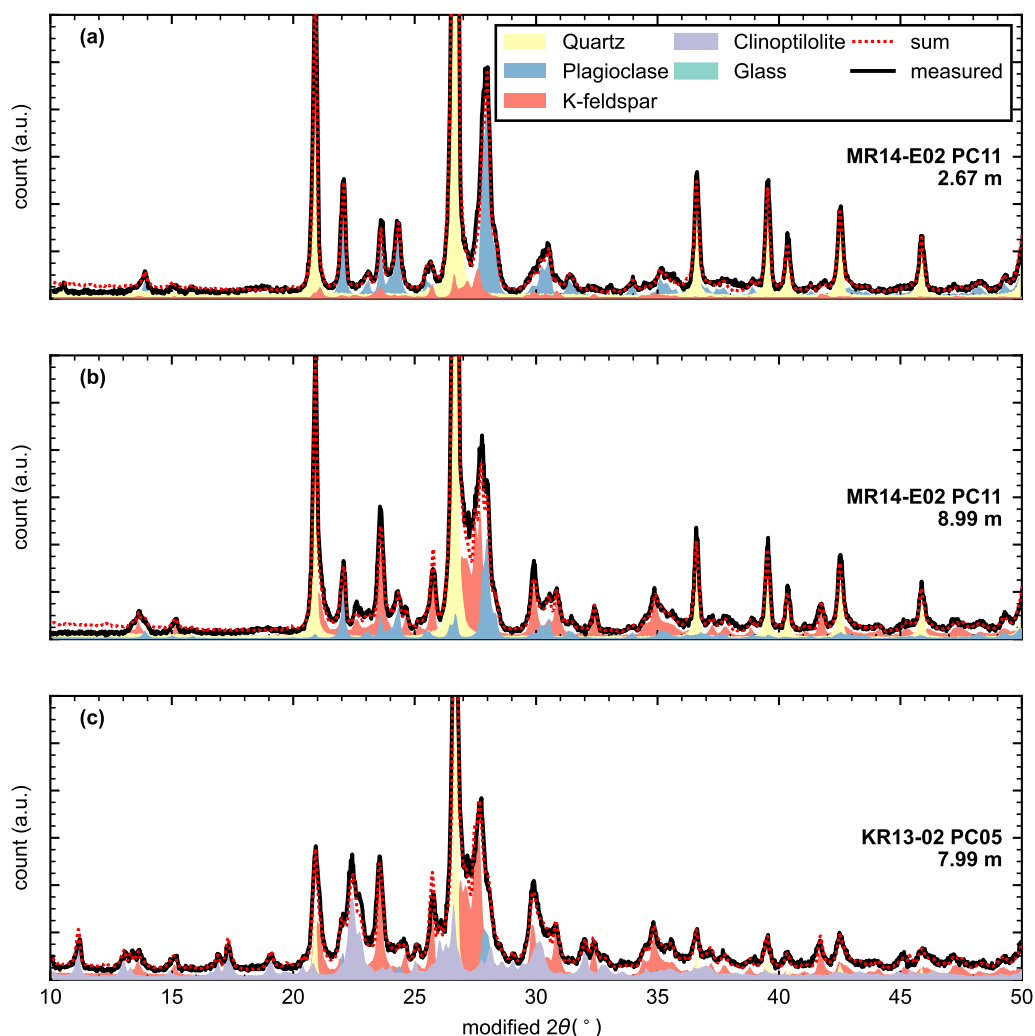 (a)
Quartz Clinoptilolite sum
Plagioclase Glass measured
K-feldspar
MR14-E02 PC11
2.67 m
count (a.u.)
(b)
MR14-E02 PC11
8.99 m
count (a.u.)
(c)
KR13-02 PC05
7.99 m
count (a.u.)
10 15 20 25 30 35 40 45 50
modified 2θ(°)